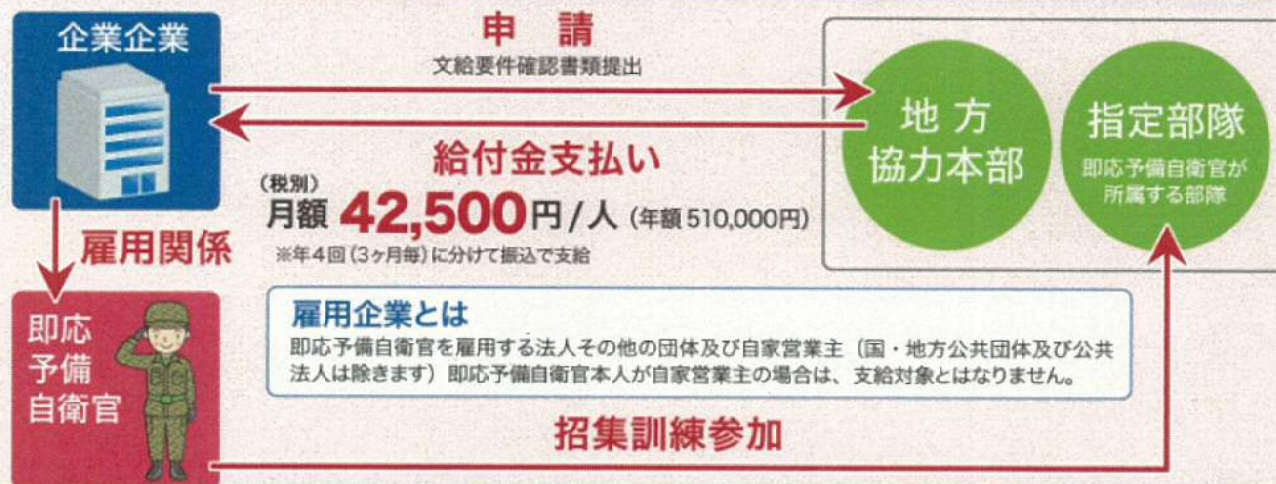 企業企業
申請
文給要件確認書類提出
給付金支払い
(税別)
月額 42,500円/人 (年額510,000円)
※年4回(3ヶ月毎)に分けて振込で支給
地方
協力本部
指定部隊
即応予備自衛官が
所属する部隊
雇用関係
即応
予備
自衛官
雇用企業とは
即応予備自衛官を雇用する法人その他の団体及び自家営業主(国・地方公共団体及び公共
法人は除きます)即応予備自衛官本人が自家営業主の場合は、支給対象とはなりません。
招集訓練参加